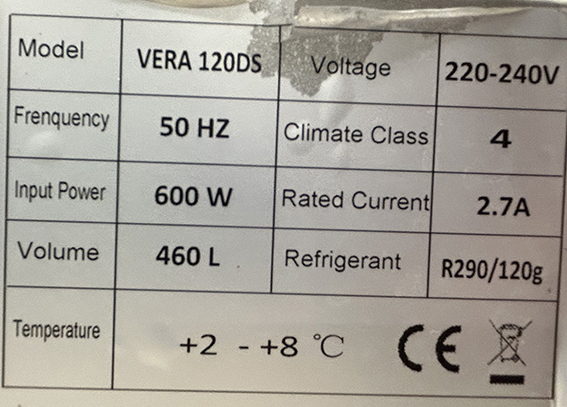 Model VERA 120DS Voltage 220-240V
Frenquency 50 HZ Climate Class 4
Input Power 600 W Rated Current 2.7A
Volume 460 L Refrigerant R290/120g
Temperature +2 - +8 ℃ CE